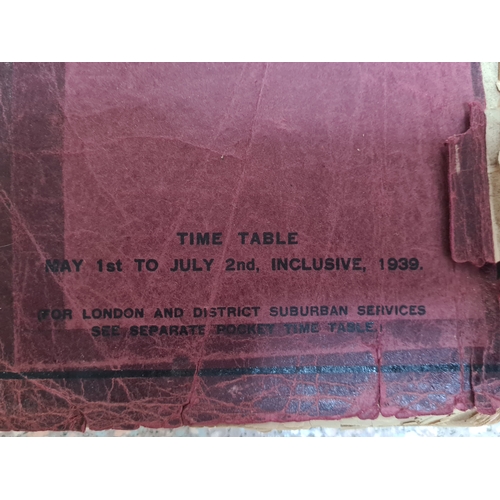 TIME TABLE
MAY 1st TO JULY 2nd, INCLUSIVE, 1939.
(FOR LONDON AND DISTRICT SUBURBAN SERVICES
SEE SEPARATE POCKET TIME TABLE.)